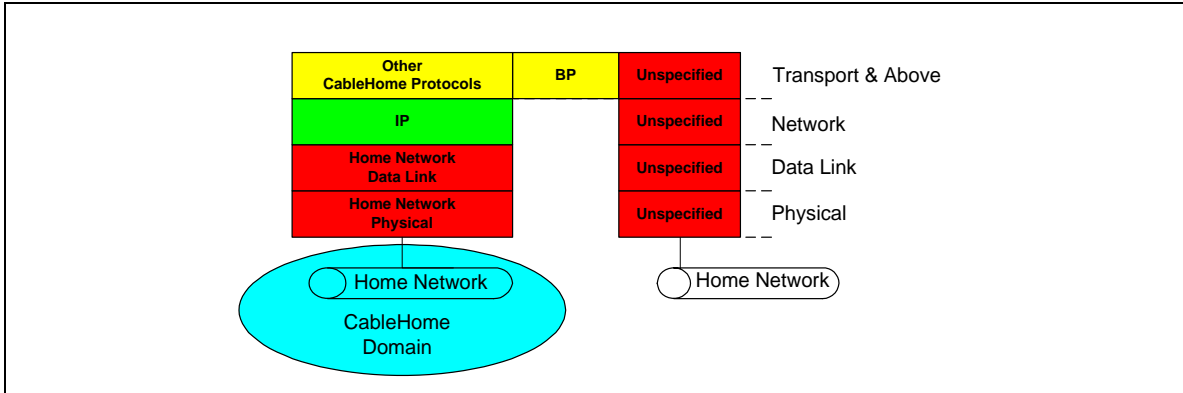 Other
CableHome Protocols
BP
Unspecified
Transport & Above
IP
Unspecified
Network
Home Network
Data Link
Unspecified
Data Link
Home Network
Physical
Unspecified
Physical
Home Network
Home Network
CableHome
Domain